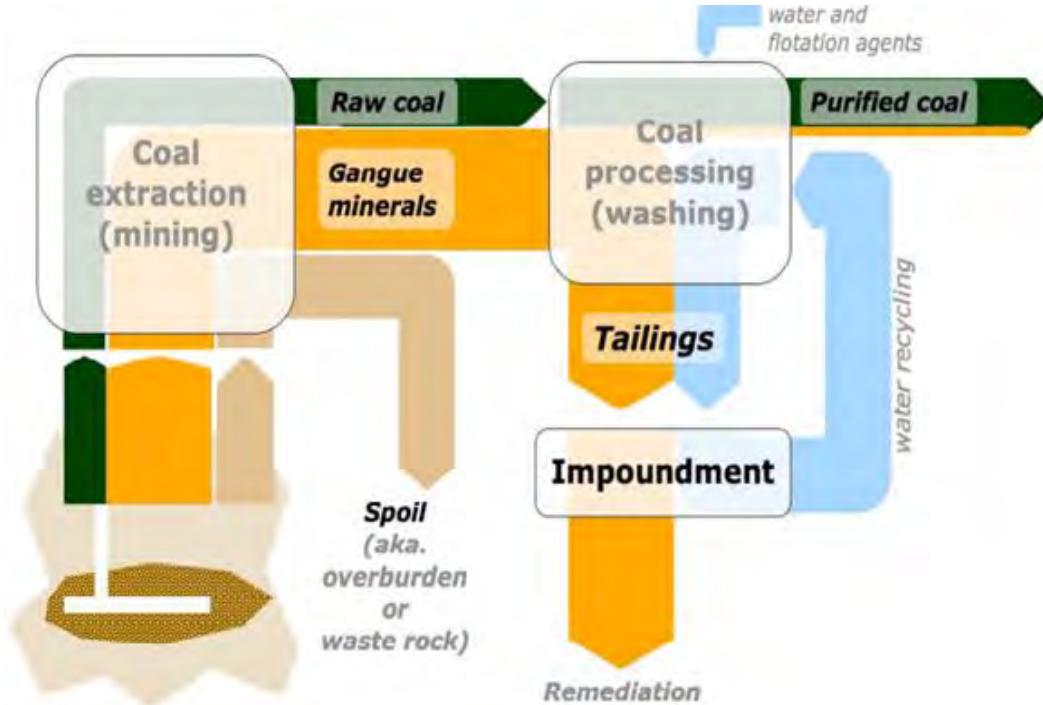 water and
flotation agents
Raw coal
Purified coal
Coal
extraction
(mining)
Gangue
minerals
Coal
processing
(washing)
Tailings
water recycling
Impoundment
Spoil
(aka.
overburden
or
waste rock)
Remediation